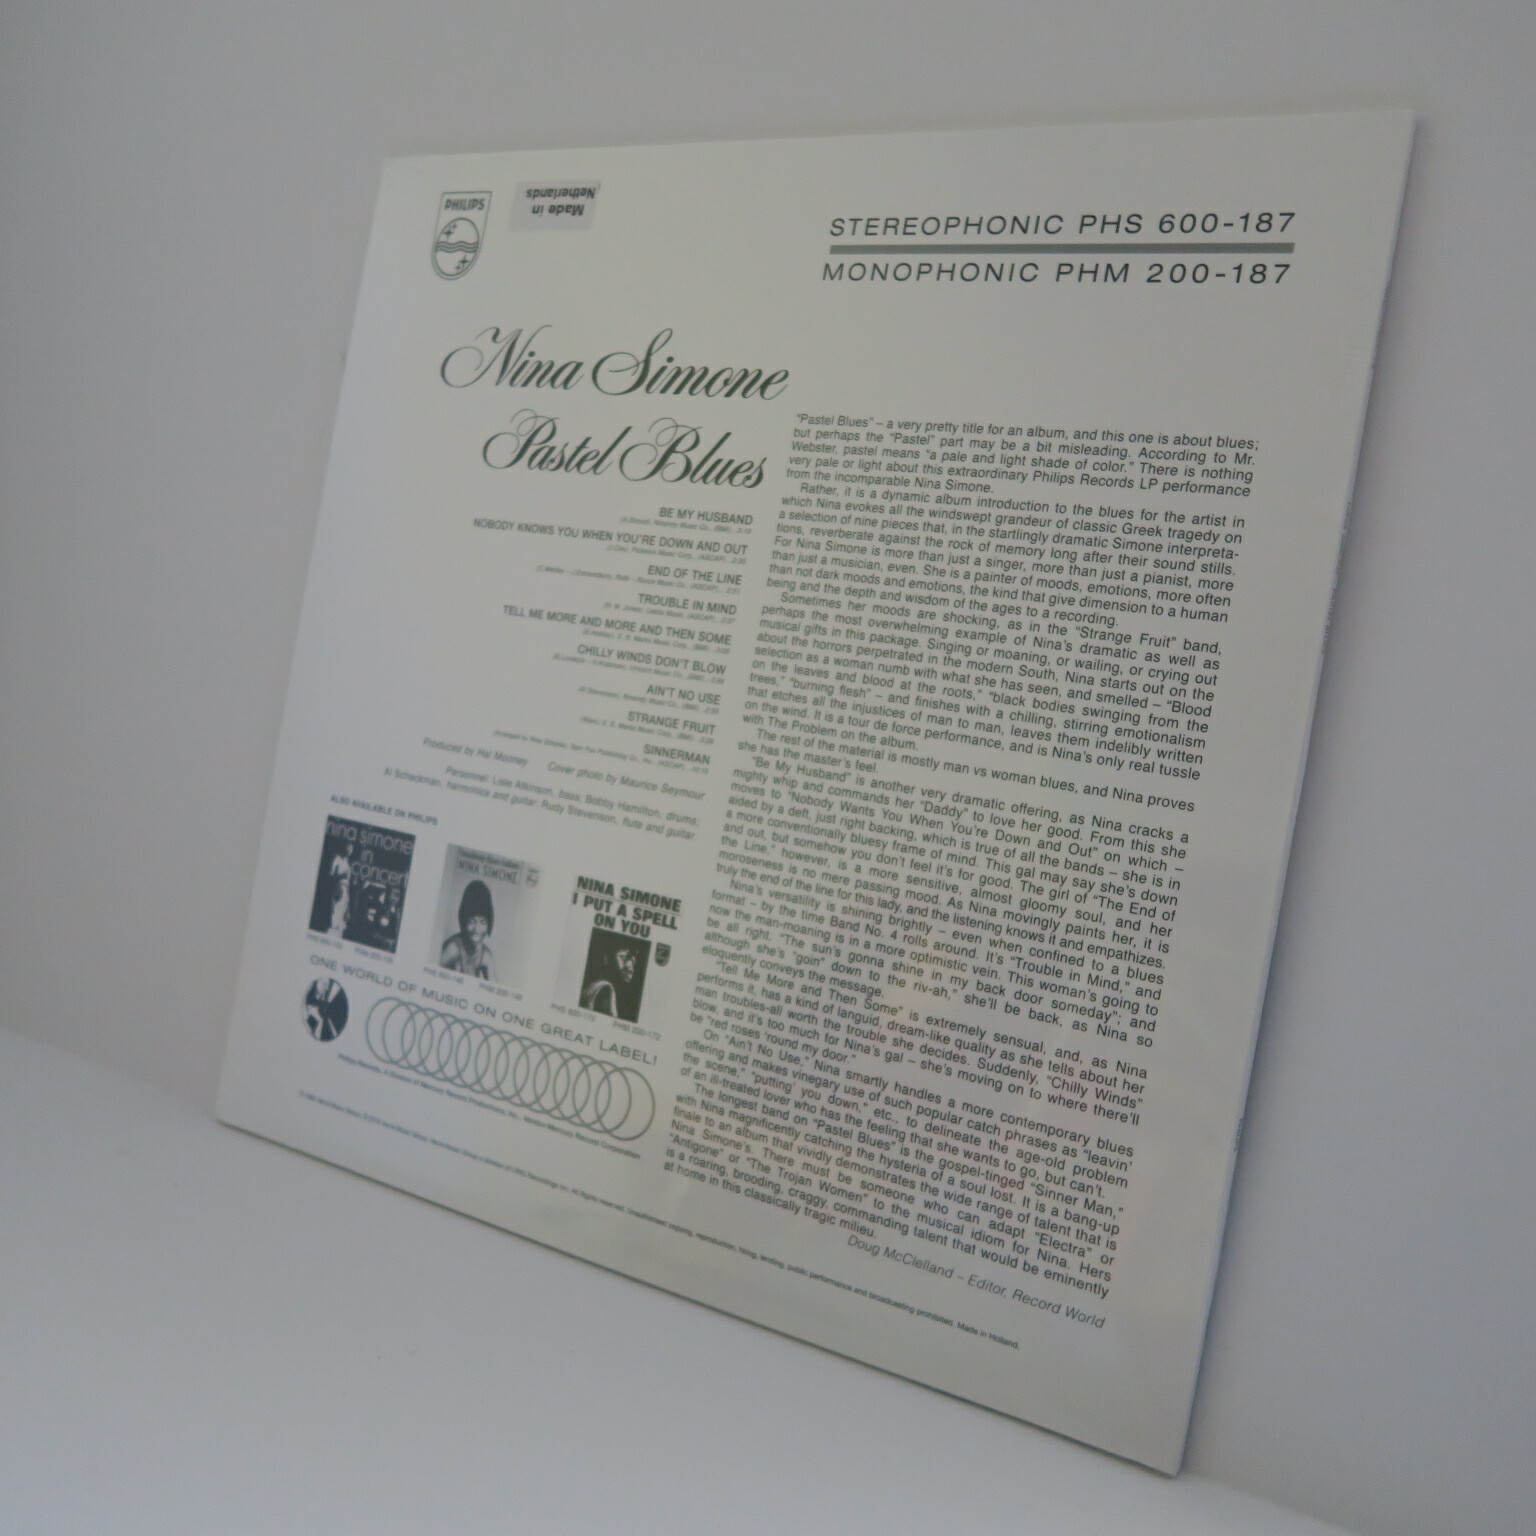 PHILIPS
Made in
Netherlands
STEREOPHONIC PHS 600-187
MONOPHONIC PHM 200-187
Nina Simone
Pastel Blues
BE MY HUSBAND
NOBODY KNOWS YOU WHEN YOU'RE DOWN AND OUT
END OF THE LINE
TROUBLE IN MIND
TELL ME MORE AND MORE AND THEN SOME
CHILLY WINDS DON'T BLOW
AIN'T NO USE
STRANGE FRUIT
SINNERMAN
Produced by Hal Mooney Cover photo by Maurice Seymour
Personnel: Lisle Atkinson, bass; Bobby Hamilton, drums;
Al Schackman, harmonica and guitar; Rudy Stevenson, flute and guitar.
ALSO AVAILABLE ON PHILIPS
nina simone
in
concert
NINA SIMONE
NINA SIMONE
I PUT A SPELL
ON YOU
ONE WORLD OF MUSIC ON ONE GREAT LABEL!
"Pastel Blues" – a very pretty title for an album, and this one is about blues;
but perhaps the "Pastel" part may be a bit misleading. According to Mr.
Webster, pastel means "a pale and light shade of color." There is nothing
very pale or light about this extraordinary Philips Records LP performance
from the incomparable Nina Simone.
Rather, it is a dynamic album introduction to the blues for the artist in
which Nina evokes all the windswept grandeur of classic Greek tragedy on
a selection of nine pieces that, in the startlingly dramatic Simone interpreta-
tions, reverberate against the rock of memory long after their sound stills.
For Nina Simone is more than just a singer, more than just a pianist, more
than just a musician, even. She is a painter of moods, emotions, more often
than not dark moods and emotions, the kind that give dimension to a human
being and the depth and wisdom of the ages to a recording.
Sometimes her moods are shocking, as in the "Strange Fruit" band,
perhaps the most overwhelming example of Nina's dramatic as well as
musical gifts in this package. Singing or moaning, or wailing, or crying out
about the horrors perpetrated in the modern South, Nina starts out on the
selection as a woman numb with what she has seen, and smelled – "Blood
on the leaves and blood at the roots," "black bodies swinging from the
trees," "burning flesh" – and finishes with a chilling, stirring emotionalism
that etches all the injustices of man to man, leaves them indelibly written
on the wind. It is a tour de force performance, and is Nina's only real tussle
with The Problem on the album.
The rest of the material is mostly man vs woman blues, and Nina proves
she has the master's feel.
"Be My Husband" is another very dramatic offering, as Nina cracks a
mighty whip and commands her "Daddy" to love her good. From this she
moves to "Nobody Wants You When You're Down and Out" on which –
aided by a deft, just right backing, which is true of all the bands – she is in
a more conventionally bluesy frame of mind. This gal may say she's down
and out, but somehow you don't feel it's for good. The girl of "The End of
the Line," however, is a more sensitive, almost gloomy soul, and her
moroseness is no mere passing mood. As Nina movingly paints her, it is
truly the end of the line for this lady, and the listening knows it and empathizes.
Nina's versatility is shining brightly – even when confined to a blues
format – by the time Band No. 4 rolls around. It's "Trouble in Mind," and
now the man-moaning is in a more optimistic vein. This woman's going to
be all right. "The sun's gonna shine in my back door someday"; and
although she's "goin" down to the riv-ah," she'll be back, as Nina so
eloquently conveys the message.
"Tell Me More and Then Some" is extremely sensual, and, as Nina
performs it, has a kind of languid, dream-like quality as she tells about her
man troubles-all worth the trouble she decides. Suddenly, "Chilly Winds"
blow, and it's too much for Nina's gal – she's moving on to where there'll
be "red roses 'round my door."
On "Ain't No Use," Nina smartly handles a more contemporary blues
offering and makes vinegary use of such popular catch phrases as "leavin'
the scene," "putting' you down," etc., to delineate the age-old problem
of an ill-treated lover who has the feeling that she wants to go, but can't.
The longest band on "Pastel Blues" is the gospel-tinged "Sinner Man,"
with Nina magnificently catching the hysteria of a soul lost. It is a bang-up
finale to an album that vividly demonstrates the wide range of talent that is
Nina Simone's. There must be someone who can adapt "Electra" or
"Antigone" or "The Trojan Women" to the musical idiom for Nina. Hers
is a roaring, brooding, craggy, commanding talent that would be eminently
at home in this classically tragic milieu.
Doug McClelland – Editor, Record World